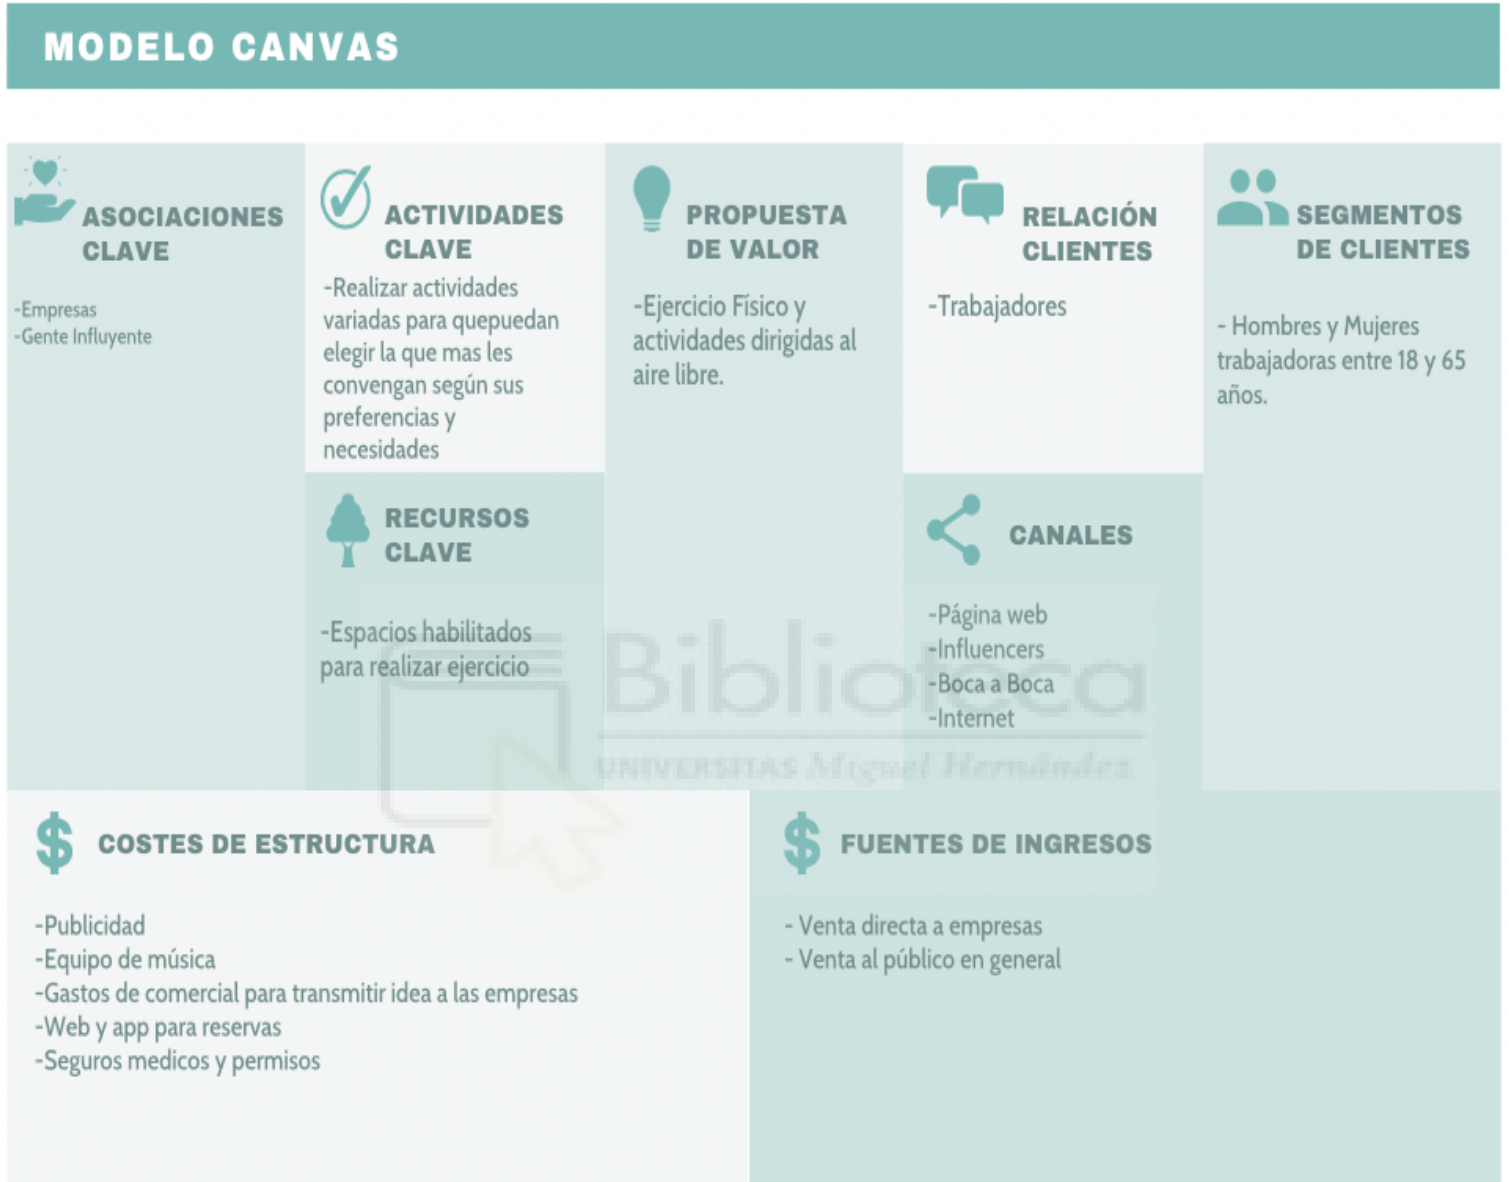 MODELO CANVAS
ASOCIACIONES
CLAVE
-Empresas
-Gente Influyente
ACTIVIDADES
CLAVE
-Realizar actividades
variadas para quepuedan
elegir la que mas les
convengan según sus
preferencias y
necesidades
RECURSOS
CLAVE
-Espacios habilitados
para realizar ejercicio
PROPUESTA
DE VALOR
-Ejercicio Físico y
actividades dirigidas al
aire libre.
RELACIÓN
CLIENTES
-Trabajadores
CANALES
-Página web
-Influencers
-Boca a Boca
-Internet
SEGMENTOS
DE CLIENTES
- Hombres y Mujeres
trabajadoras entre 18 y 65
años.
Biblioteca
UNIVERSITAS Miguel Hernández
COSTES DE ESTRUCTURA
-Publicidad
-Equipo de música
-Gastos de comercial para transmitir idea a las empresas
-Web y app para reservas
-Seguros medicos y permisos
FUENTES DE INGRESOS
- Venta directa a empresas
- Venta al público en general